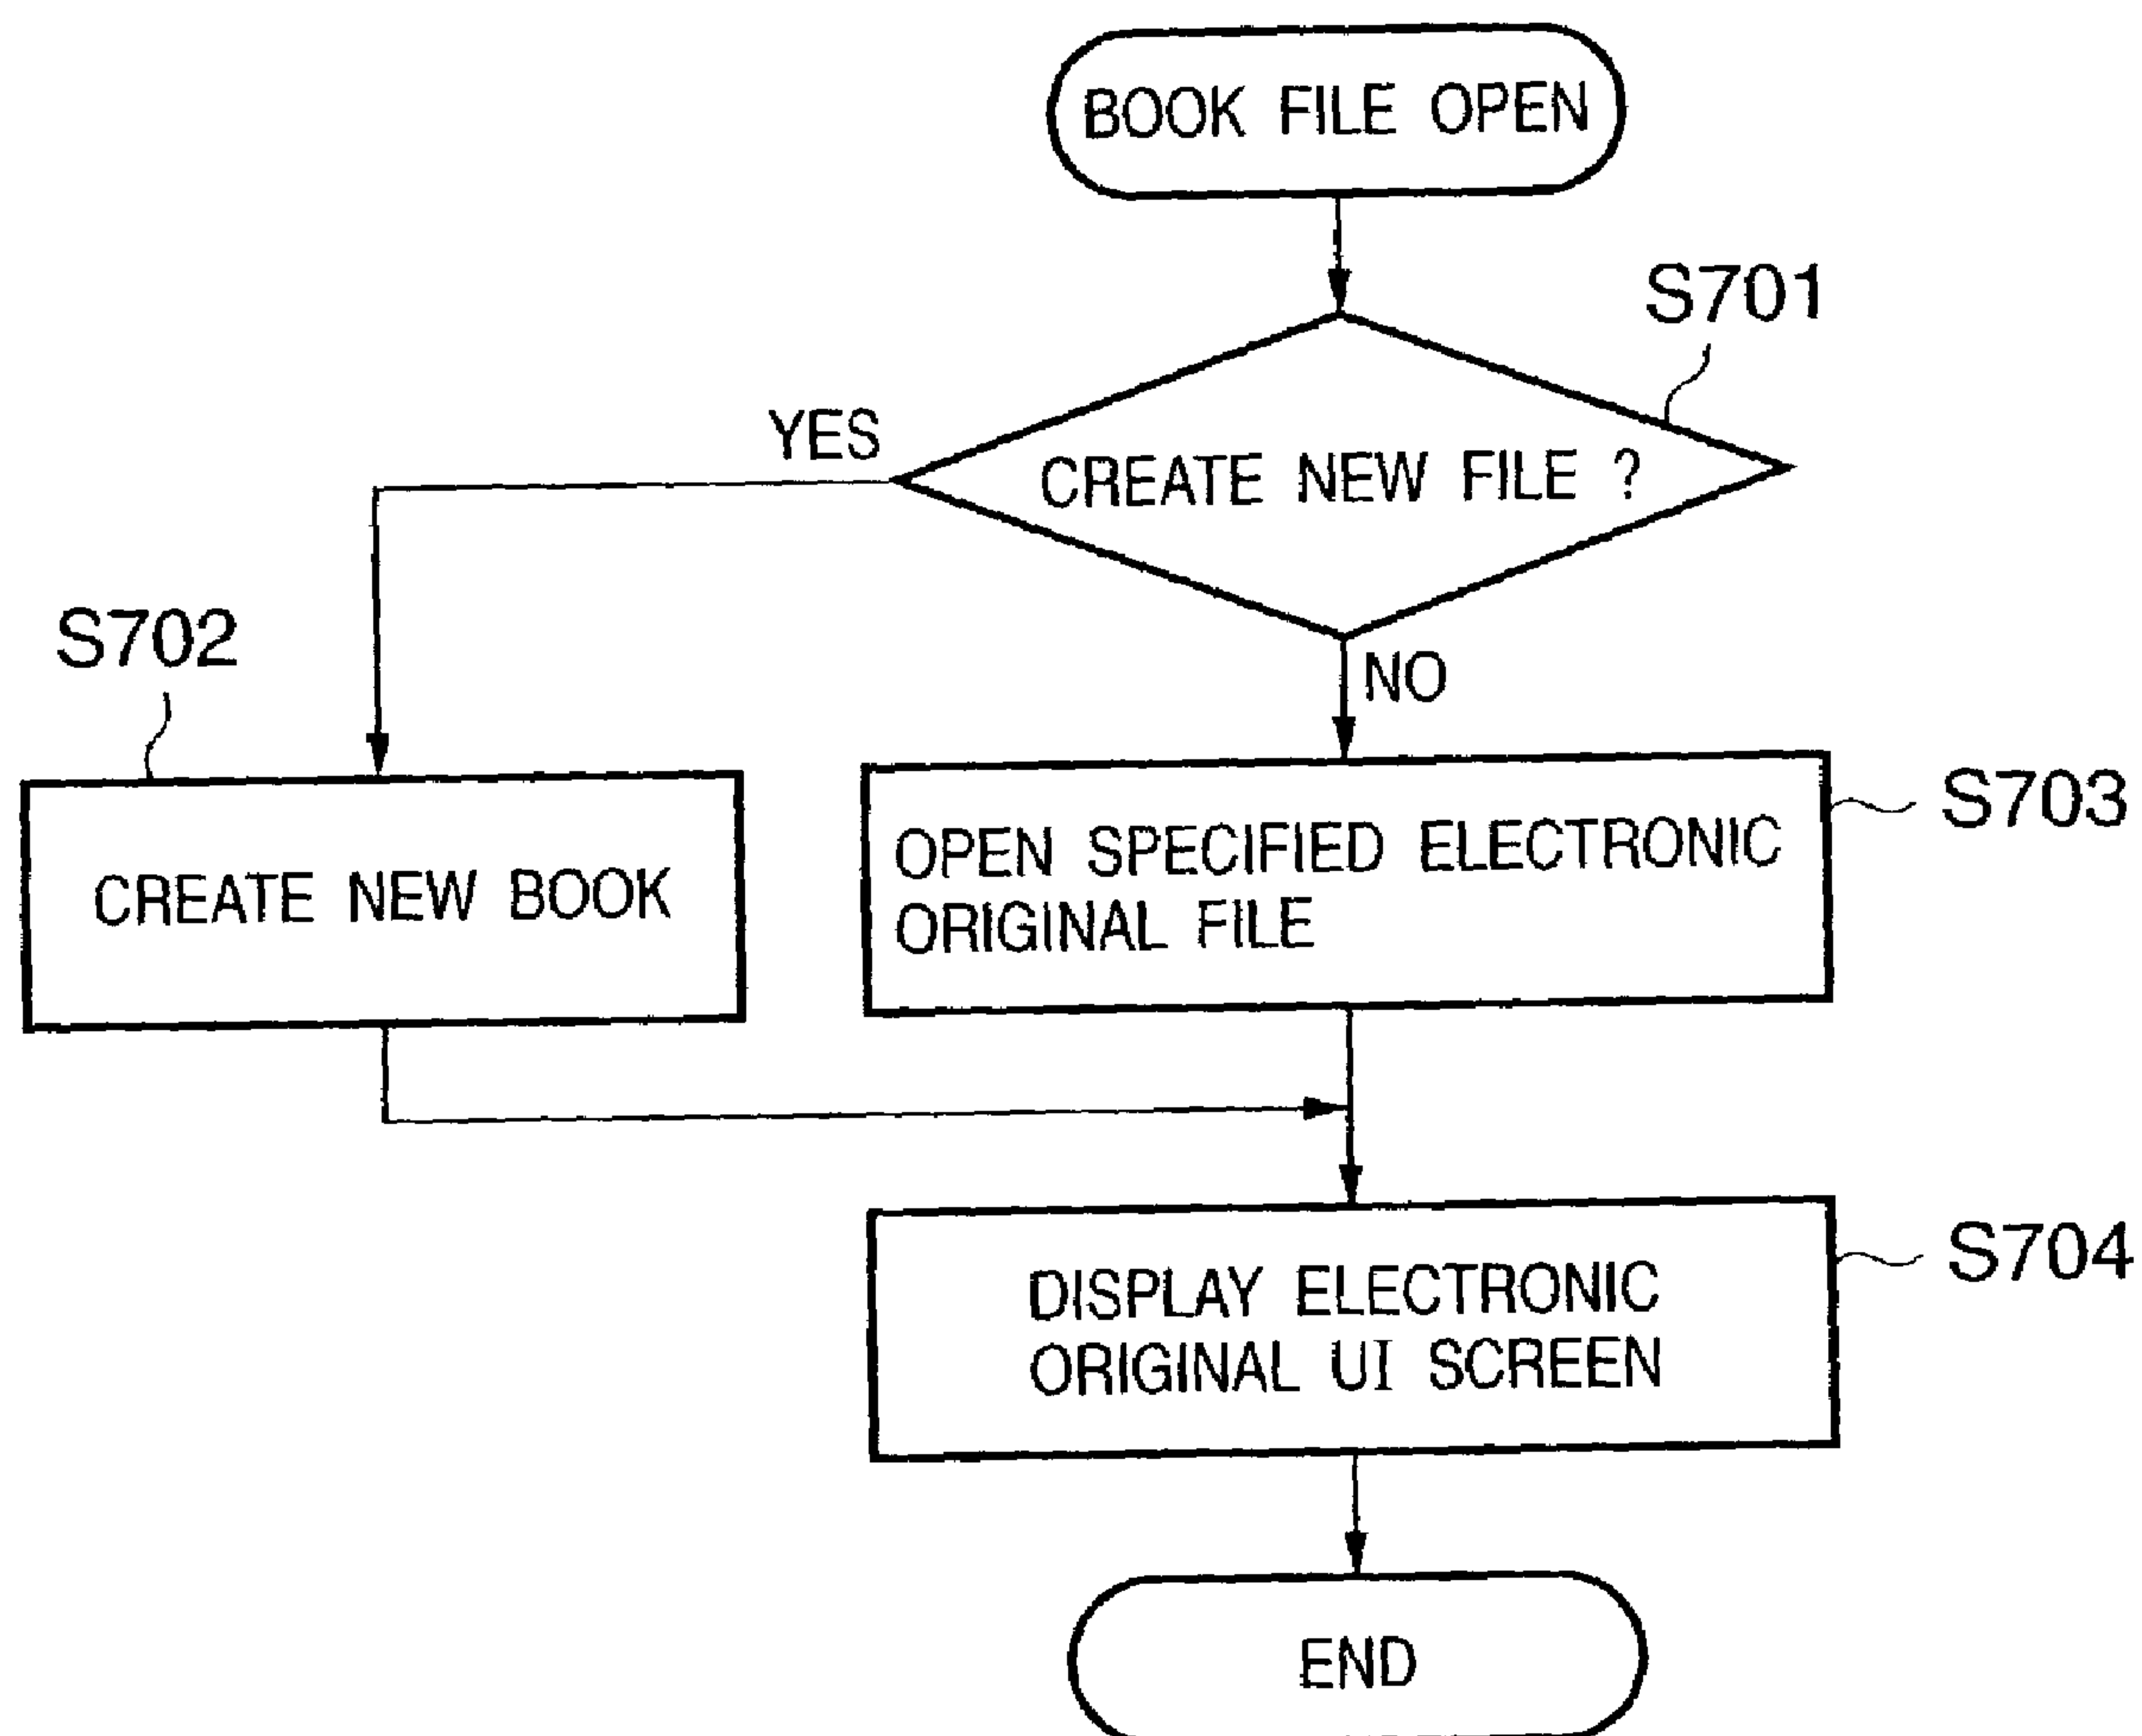 BOOK FILE OPEN
S701
YES
CREATE NEW FILE ?
S702
NO
S703
CREATE NEW BOOK
OPEN SPECIFIED ELECTRONIC
ORIGINAL FILE
S704
DISPLAY ELECTRONIC
ORIGINAL UI SCREEN
END